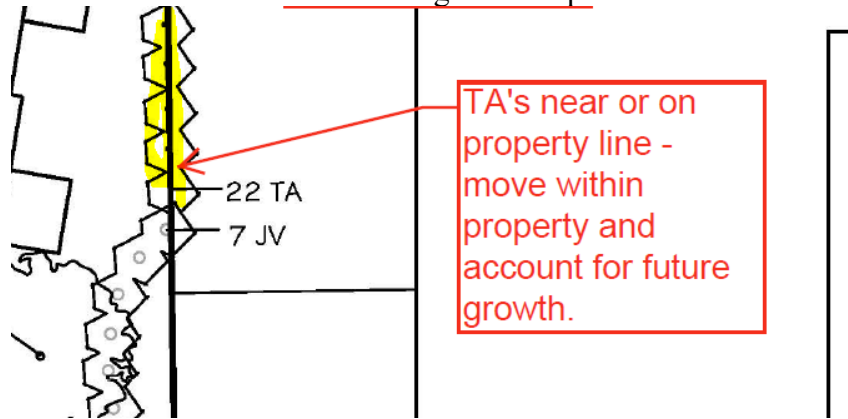 22 TA
7 JV
TA's near or on
property line -
move within
property and
account for future
growth.